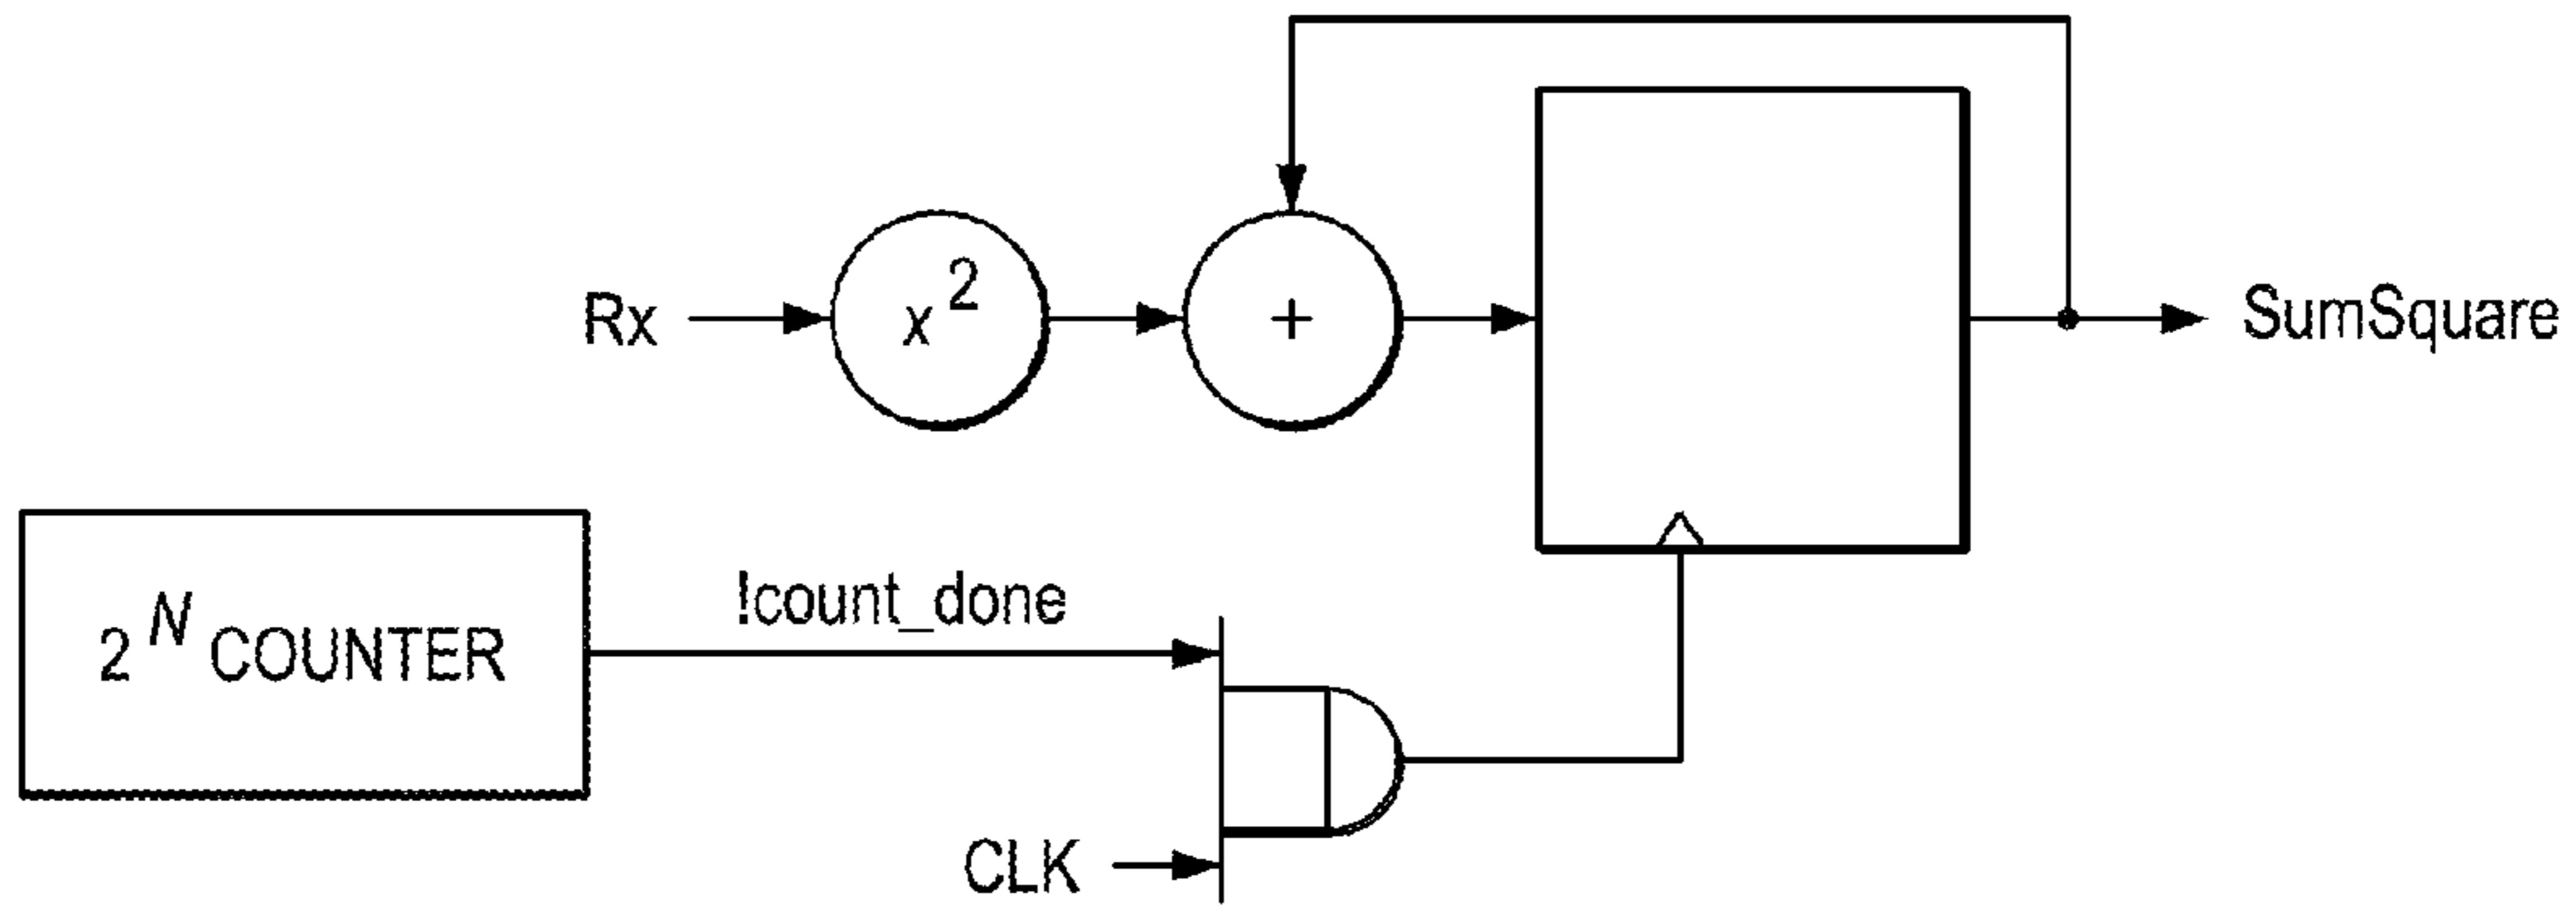 Rx
x²
+
SumSquare
2ᴺ COUNTER
!count_done
CLK